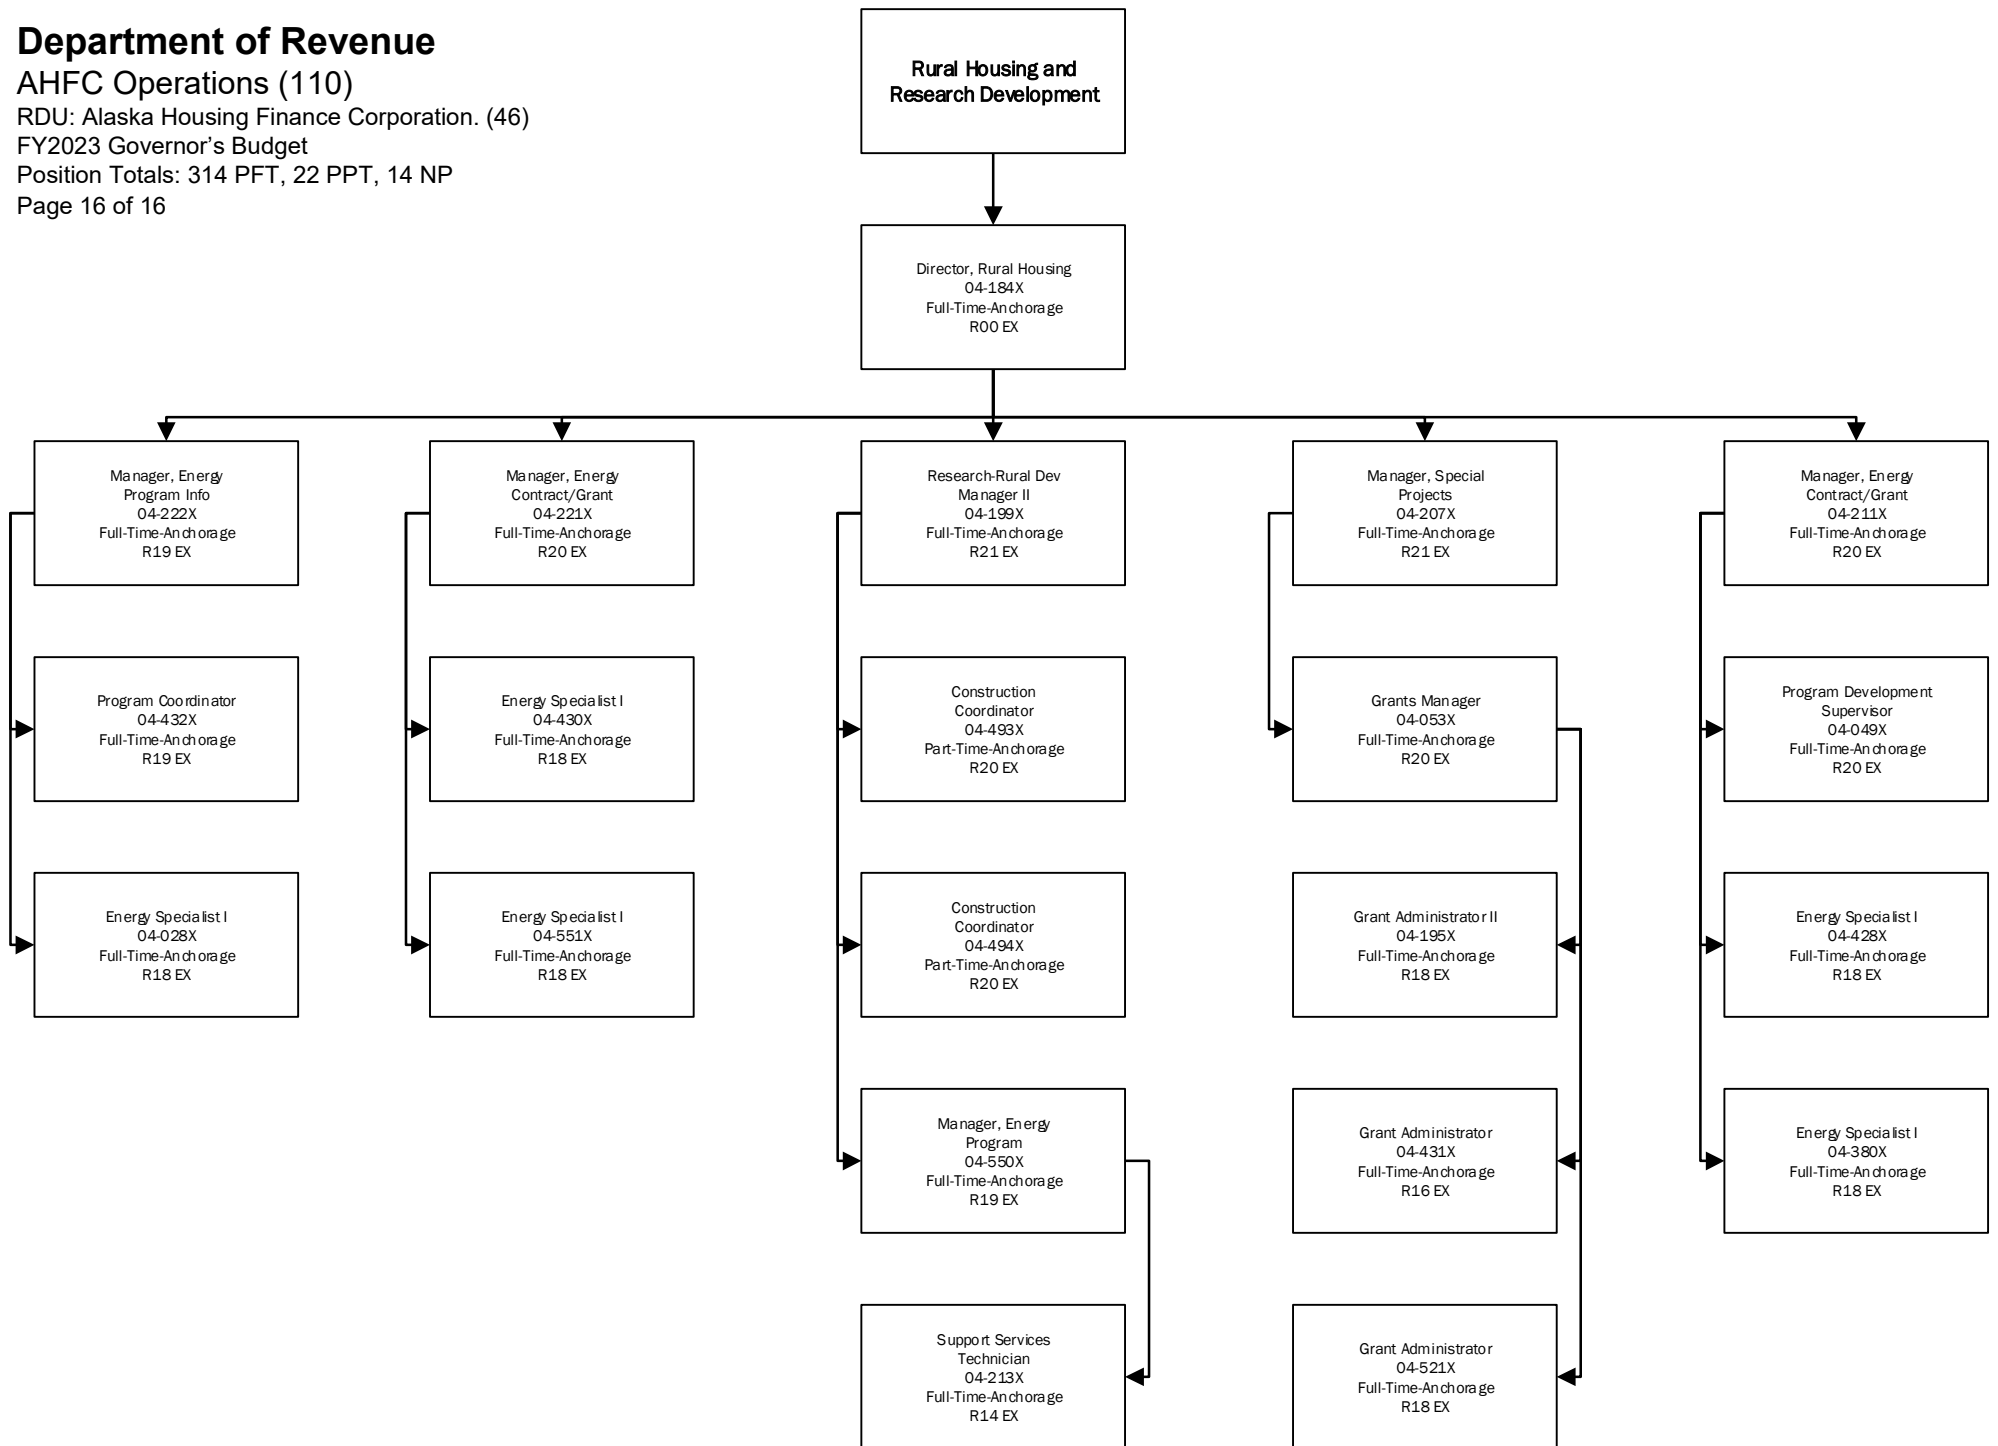 Department of Revenue
AHFC Operations (110)
RDU: Alaska Housing Finance Corporation. (46)
FY2023 Governor's Budget
Position Totals: 314 PFT, 22 PPT, 14 NP
Page 16 of 16
Rural Housing and
Research Development
Director, Rural Housing
04-184X
Full-Time-Anchorage
R00 EX
Manager, Energy
Program Info
04-222X
Full-Time-Anchorage
R19 EX
Manager, Energy
Contract/Grant
04-221X
Full-Time-Anchorage
R20 EX
Research-Rural Dev
Manager II
04-199X
Full-Time-Anchorage
R21 EX
Manager, Special
Projects
04-207X
Full-Time-Anchorage
R21 EX
Manager, Energy
Contract/Grant
04-211X
Full-Time-Anchorage
R20 EX
Program Coordinator
04-432X
Full-Time-Anchorage
R19 EX
Energy Specialist I
04-430X
Full-Time-Anchorage
R18 EX
Construction
Coordinator
04-493X
Part-Time-Anchorage
R20 EX
Grants Manager
04-053X
Full-Time-Anchorage
R20 EX
Program Development
Supervisor
04-049X
Full-Time-Anchorage
R20 EX
Energy Specialist I
04-028X
Full-Time-Anchorage
R18 EX
Energy Specialist I
04-551X
Full-Time-Anchorage
R18 EX
Construction
Coordinator
04-494X
Part-Time-Anchorage
R20 EX
Grant Administrator II
04-195X
Full-Time-Anchorage
R18 EX
Energy Specialist I
04-428X
Full-Time-Anchorage
R18 EX
Manager, Energy
Program
04-550X
Full-Time-Anchorage
R19 EX
Grant Administrator
04-431X
Full-Time-Anchorage
R16 EX
Energy Specialist I
04-380X
Full-Time-Anchorage
R18 EX
Support Services
Technician
04-213X
Full-Time-Anchorage
R14 EX
Grant Administrator
04-521X
Full-Time-Anchorage
R18 EX